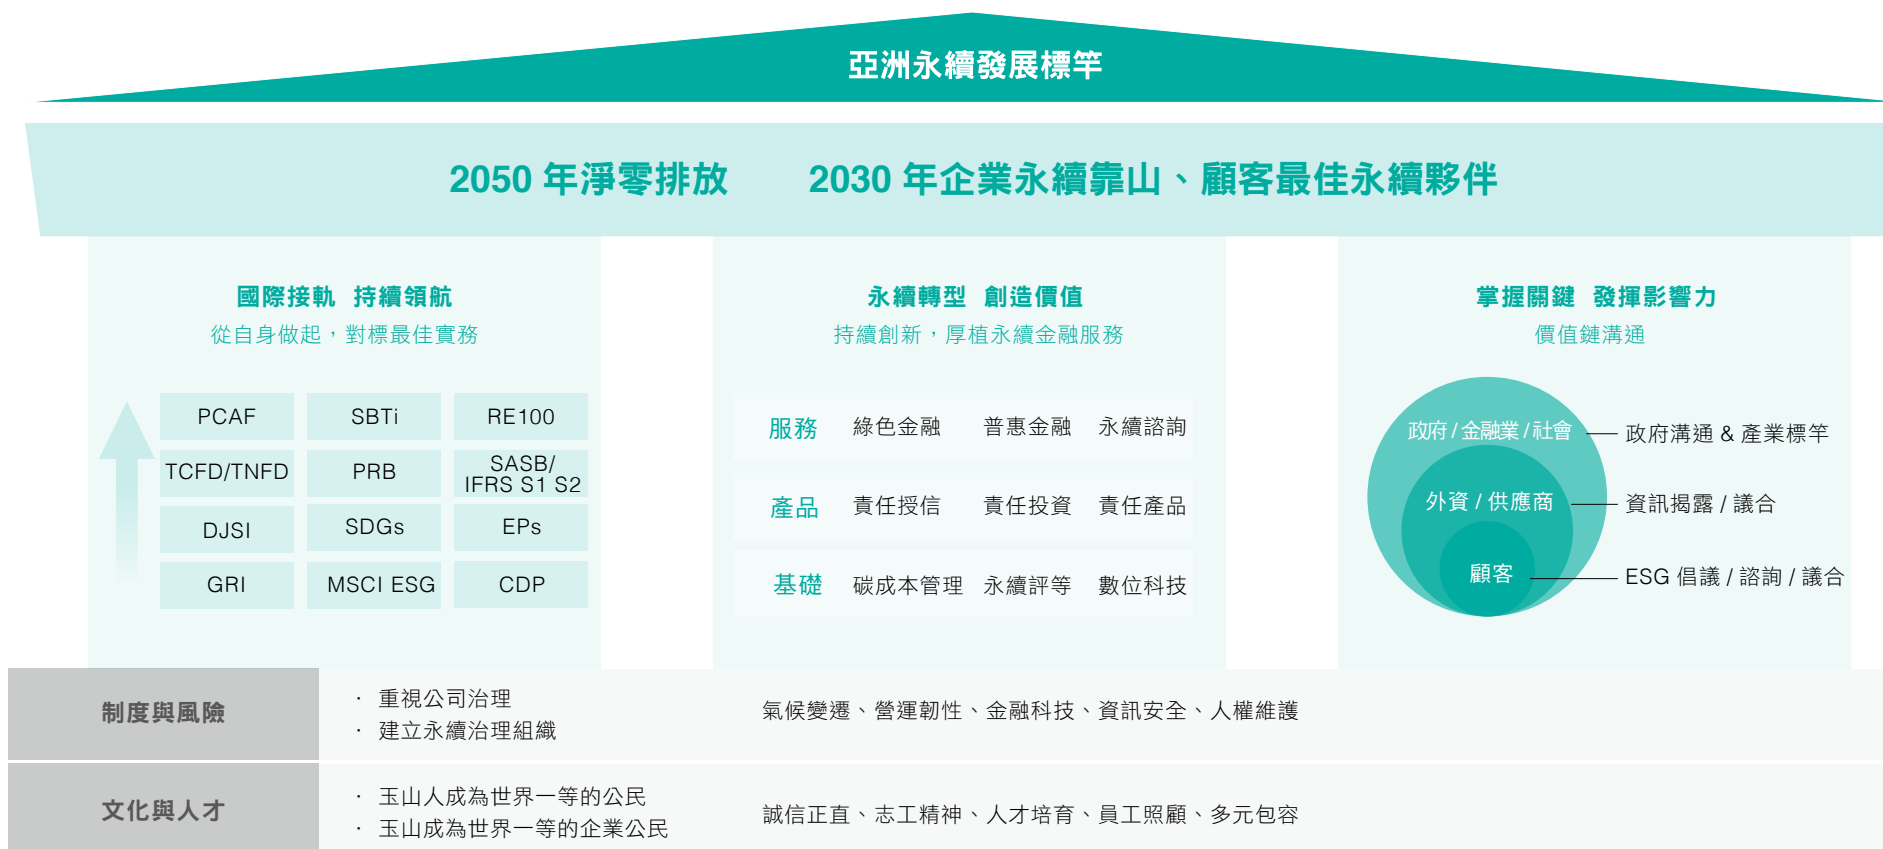 亞洲永續發展標竿
2050 年淨零排放 2030 年企業永續靠山、顧客最佳永續夥伴
國際接軌 持續領航
從自身做起，對標最佳實務
PCAF SBTi RE100
TCFD/TNFD PRB SASB/
IFRS S1 S2
DJSI SDGs EPs
GRI MSCI ESG CDP
永續轉型 創造價值
持續創新，厚植永續金融服務
服務 綠色金融 普惠金融 永續諮詢
產品 責任授信 責任投資 責任產品
基礎 碳成本管理 永續評等 數位科技
掌握關鍵 發揮影響力
價值鏈溝通
政府 / 金融業 / 社會 政府溝通 & 產業標竿
外資 / 供應商 資訊揭露 / 議合
顧客 ESG 倡議 / 諮詢 / 議合
制度與風險
· 重視公司治理
· 建立永續治理組織
氣候變遷、營運韌性、金融科技、資訊安全、人權維護
文化與人才
· 玉山人成為世界一等的公民
· 玉山成為世界一等的企業公民
誠信正直、志工精神、人才培育、員工照顧、多元包容